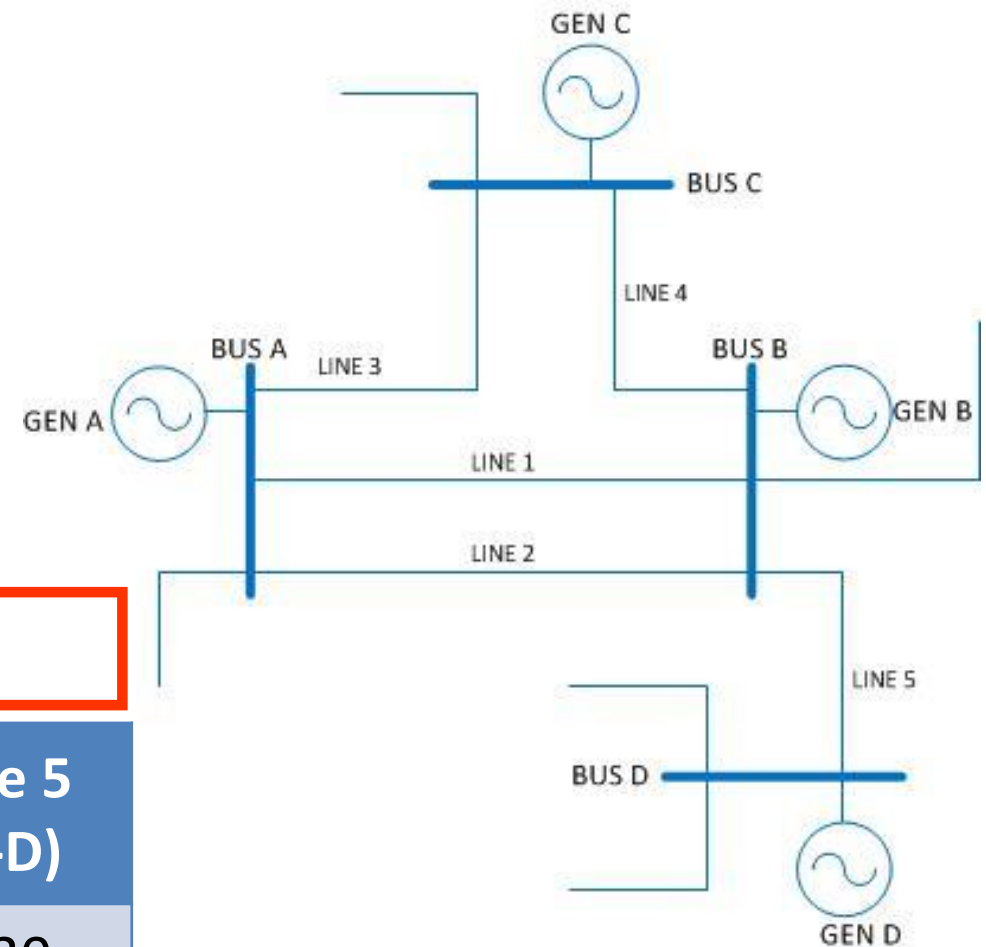 GEN C
BUS C
LINE 4
BUS A
BUS B
LINE 3
GEN A
GEN B
LINE 1
LINE 2
LINE 5
e 5
-D)
BUS D
GEN D